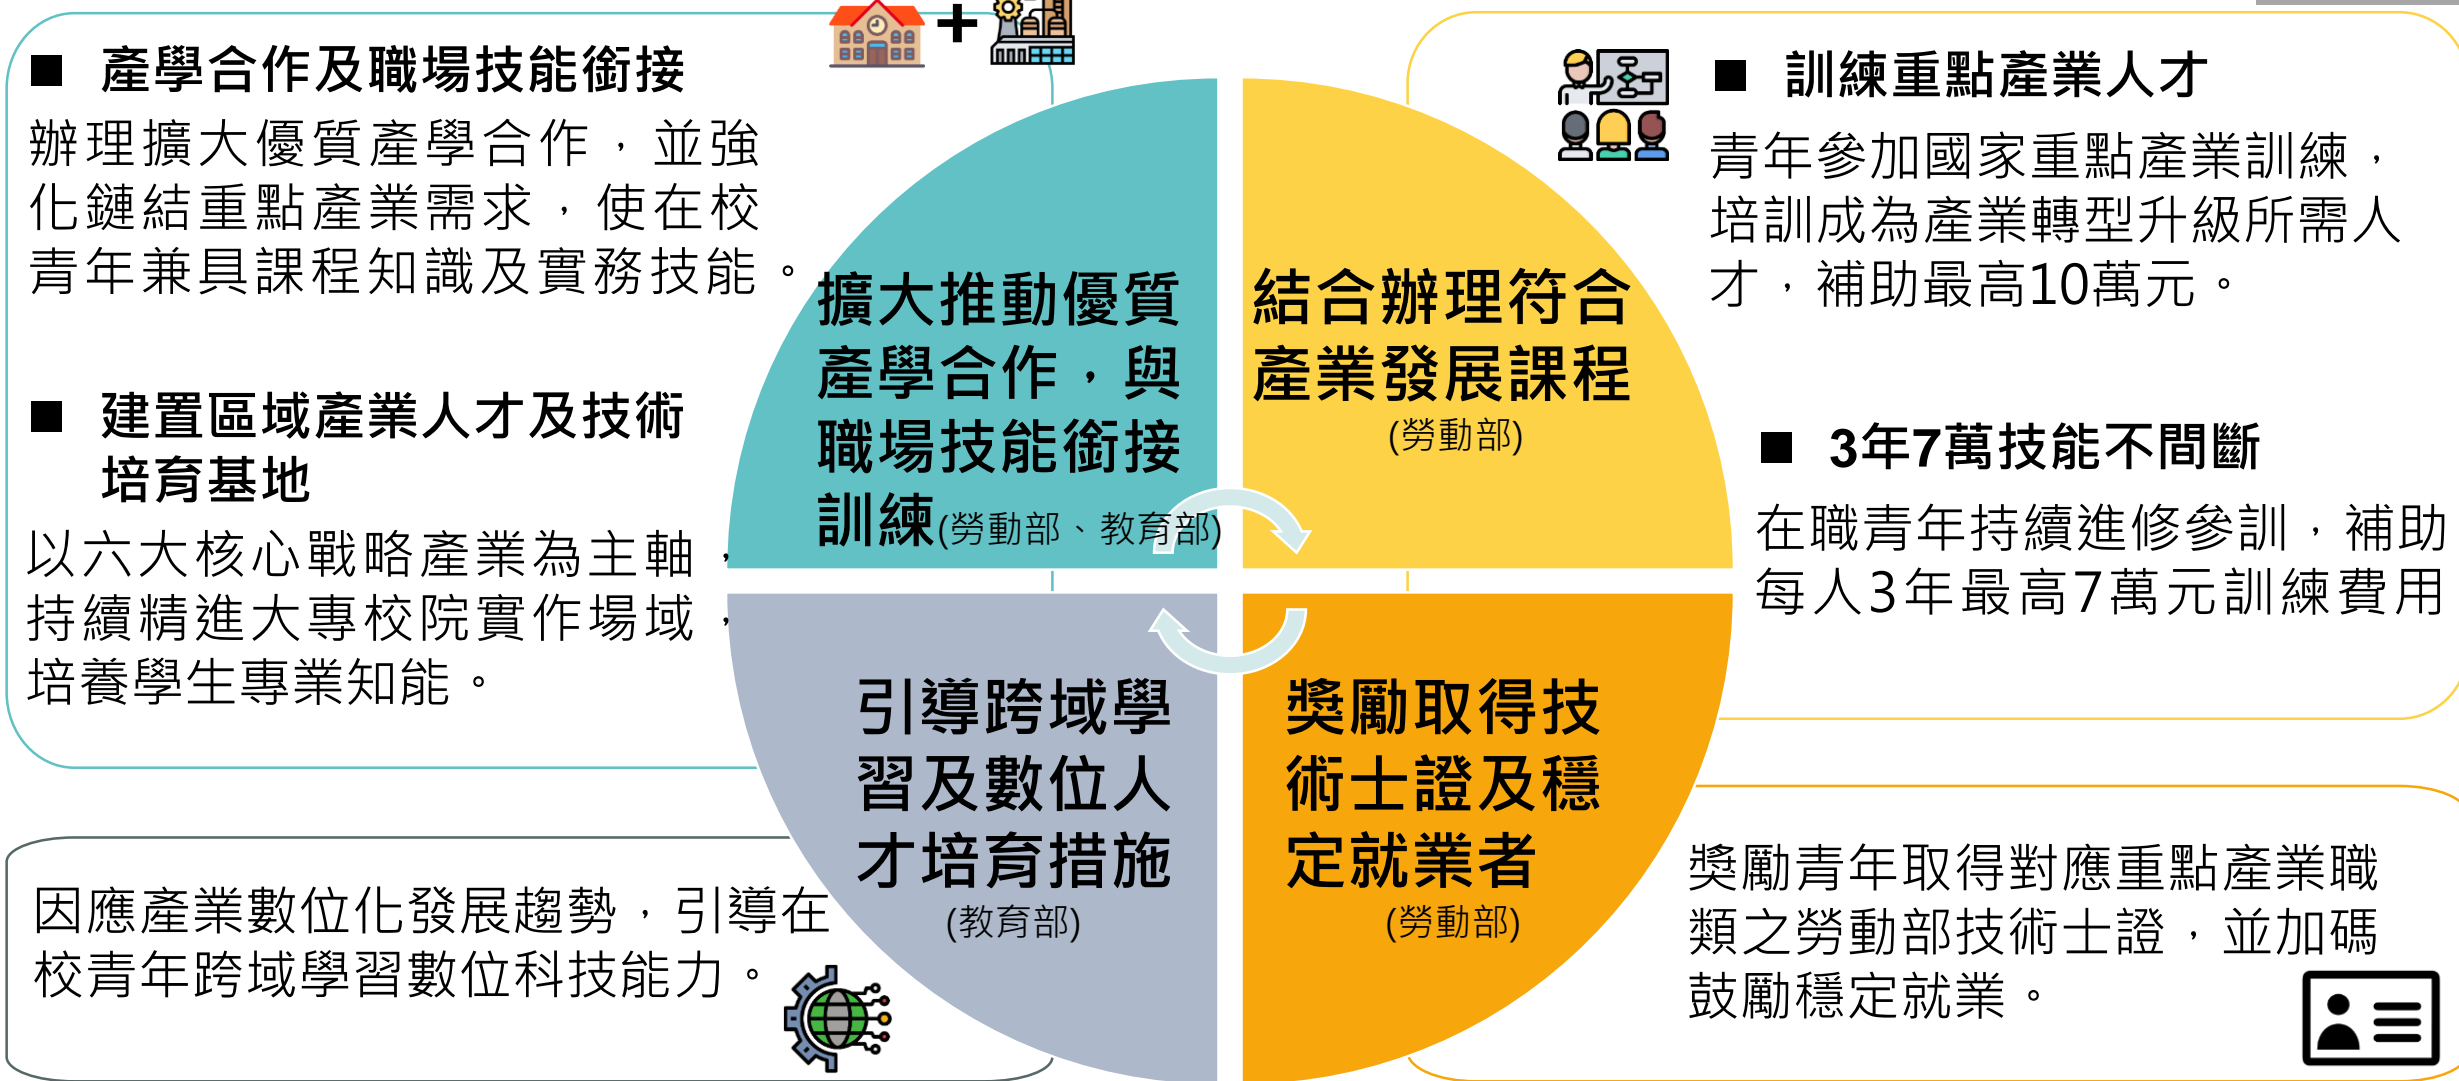 ■ 產學合作及職場技能銜接
辦理擴大優質產學合作，並強
化鏈結重點產業需求，使在校
青年兼具課程知識及實務技能。
■ 建置區域產業人才及技術
培育基地
以六大核心戰略產業為主軸，
持續精進大專校院實作場域，
培養學生專業知能。
擴大推動優質
產學合作，與
職場技能銜接
訓練(勞動部、教育部)
結合辦理符合
產業發展課程
(勞動部)
■ 訓練重點產業人才
青年參加國家重點產業訓練，
培訓成為產業轉型升級所需人
才，補助最高10萬元。
■ 3年7萬技能不間斷
在職青年持續進修參訓，補助
每人3年最高7萬元訓練費用
因應產業數位化發展趨勢，引導在
校青年跨域學習數位科技能力。
引導跨域學
習及數位人
才培育措施
(教育部)
獎勵取得技
術士證及穩
定就業者
(勞動部)
獎勵青年取得對應重點產業職
類之勞動部技術士證，並加碼
鼓勵穩定就業。